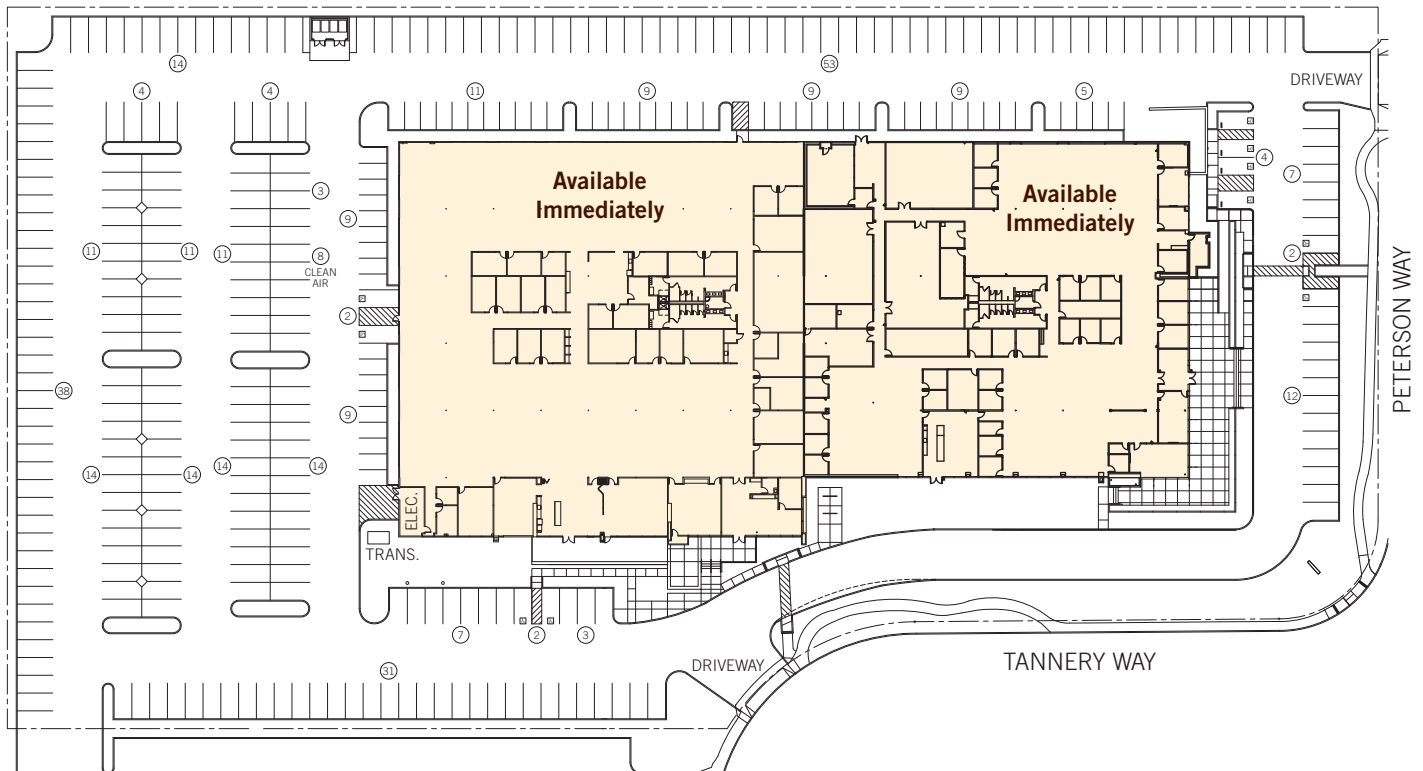 14
53
DRIVEWAY
4
4
11
9
9
9
5
4
7
Available
Immediately
Available
Immediately
3
9
11
11
11
8
CLEAN
AIR
2
2
PETERSON WAY
38
9
12
14
14
14
14
ELEC.
TRANS.
7
2
3
DRIVEWAY
TANNERY WAY
31